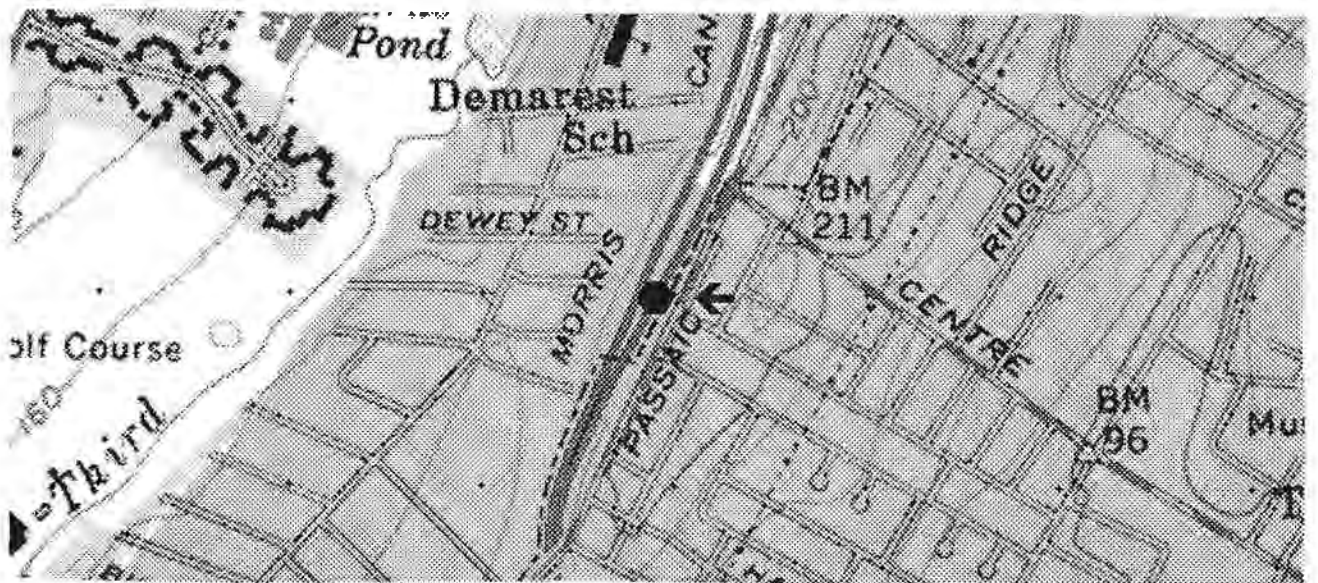 Pond
Demarest
Sch
CAN
200
BM
211
DEWEY ST
MORRIS
RIDGE
PASSAIC
CENTRE
olf Course
160
Third
BM
96
Mu